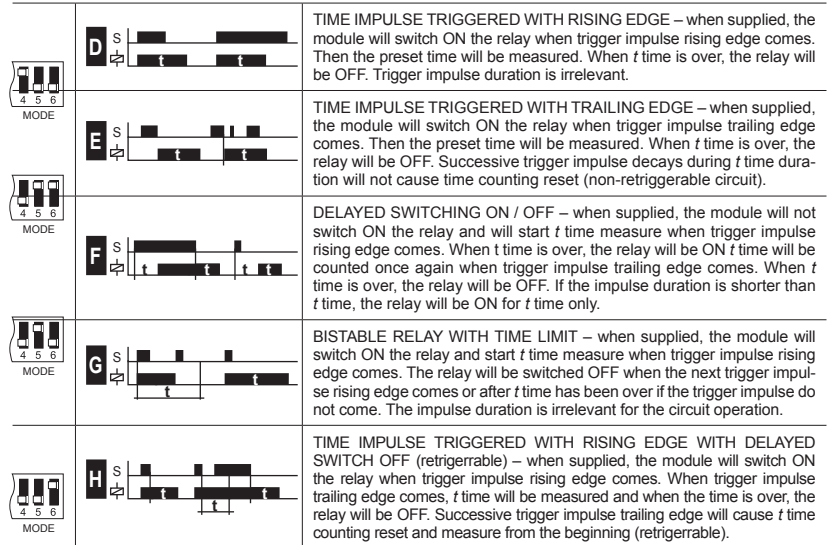 D
S
t
t
TIME IMPULSE TRIGGERED WITH RISING EDGE – when supplied, the
module will switch ON the relay when trigger impulse rising edge comes.
Then the preset time will be measured. When t time is over, the relay will
be OFF. Trigger impulse duration is irrelevant.
4 5 6
MODE
E
S
t
t
TIME IMPULSE TRIGGERED WITH TRAILING EDGE – when supplied,
the module will switch ON the relay when trigger impulse trailing edge
comes. Then the preset time will be measured. When t time is over, the
relay will be OFF. Successive trigger impulse decays during t time dura-
tion will not cause time counting reset (non-retriggerable circuit).
4 5 6
MODE
F
S
t
t
t
t
DELAYED SWITCHING ON / OFF – when supplied, the module will not
switch ON the relay and will start t time measure when trigger impulse
rising edge comes. When t time is over, the relay will be ON t time will be
counted once again when trigger impulse trailing edge comes. When t
time is over, the relay will be OFF. If the impulse duration is shorter than
t time, the relay will be ON for t time only.
4 5 6
MODE
G
S
t
t
BISTABLE RELAY WITH TIME LIMIT – when supplied, the module will
switch ON the relay and start t time measure when trigger impulse rising
edge comes. The relay will be switched OFF when the next trigger impul-
se rising edge comes or after t time has been over if the trigger impulse do
not come. The impulse duration is irrelevant for the circuit operation.
4 5 6
MODE
H
S
t
t
t
TIME IMPULSE TRIGGERED WITH RISING EDGE WITH DELAYED
SWITCH OFF (retrigerrable) – when supplied, the module will switch ON
the relay when trigger impulse rising edge comes. When trigger impulse
trailing edge comes, t time will be measured and when the time is over, the
relay will be OFF. Successive trigger impulse trailing edge will cause t time
counting reset and measure from the beginning (retrigerrable).